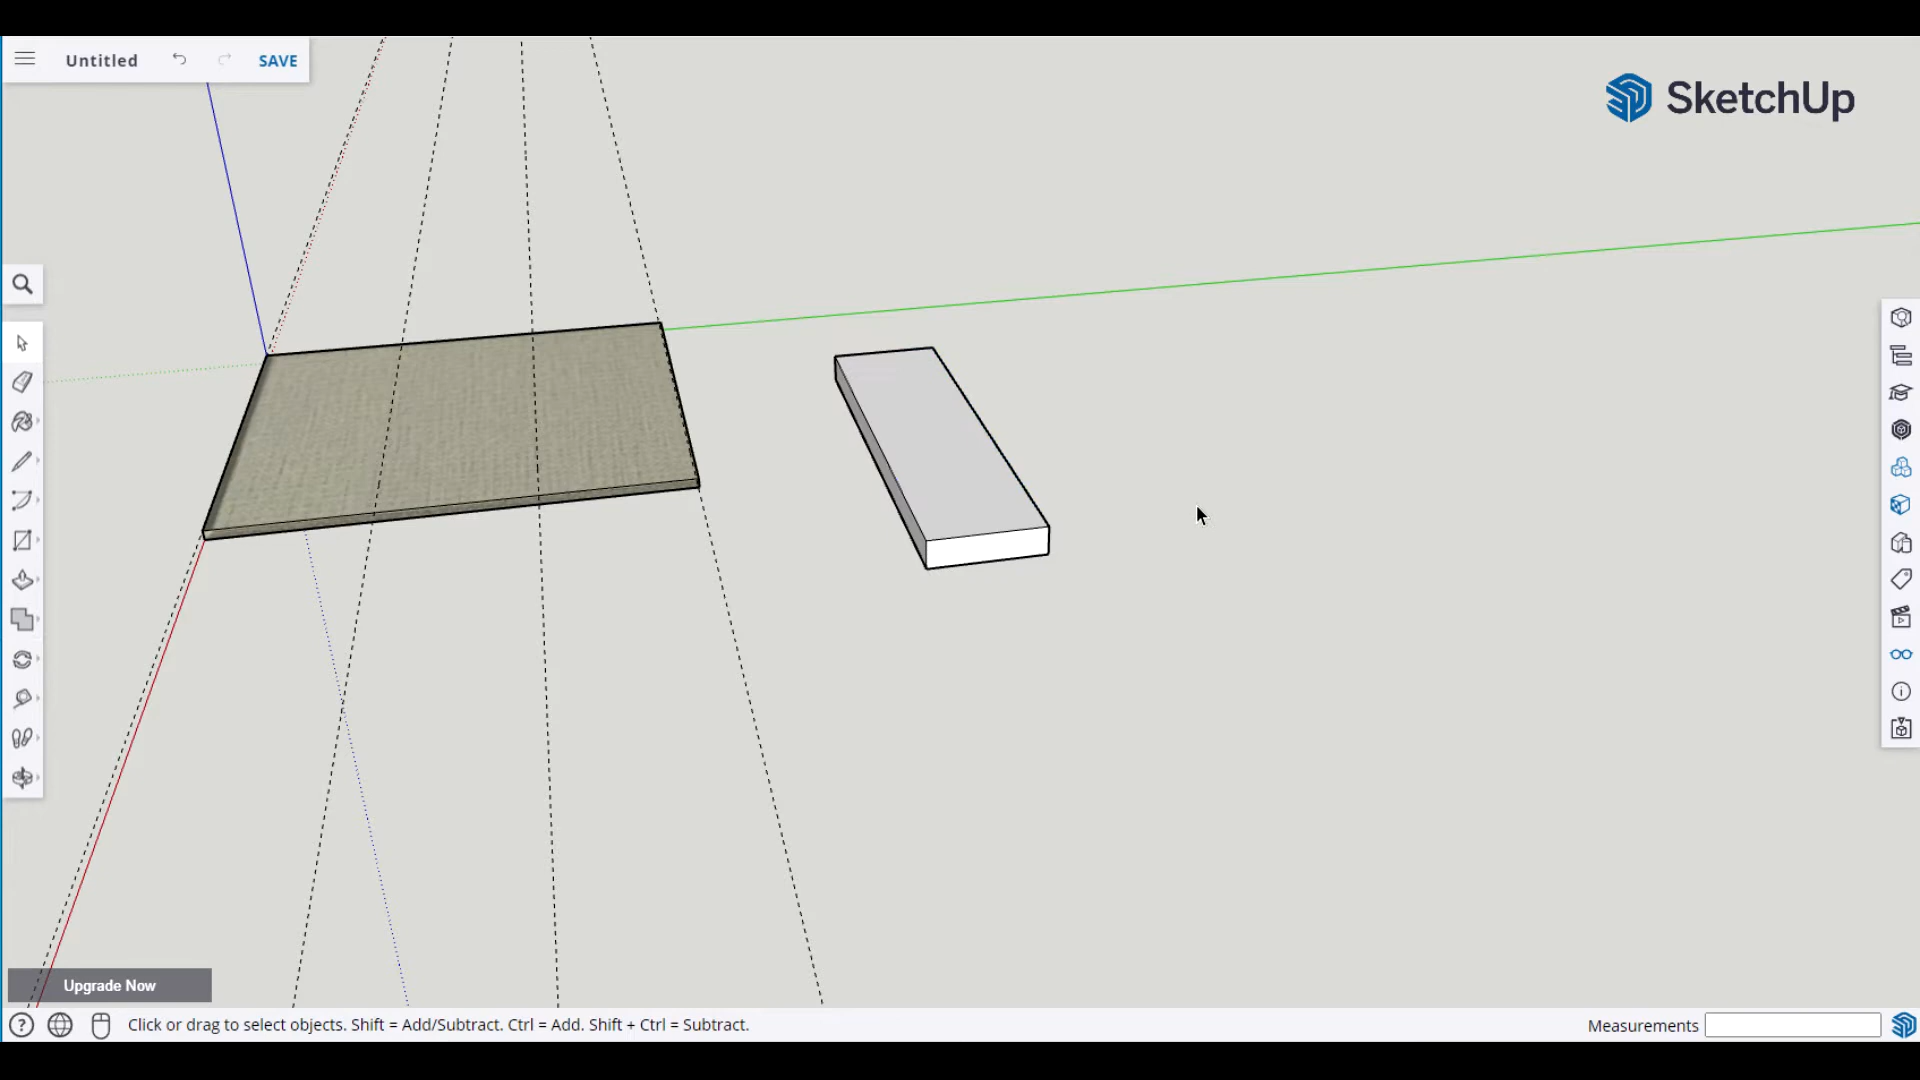 Untitled
SAVE
SketchUp
Upgrade Now
Click or drag to select objects. Shift = Add/Subtract. Ctrl = Add. Shift + Ctrl = Subtract.
Measurements